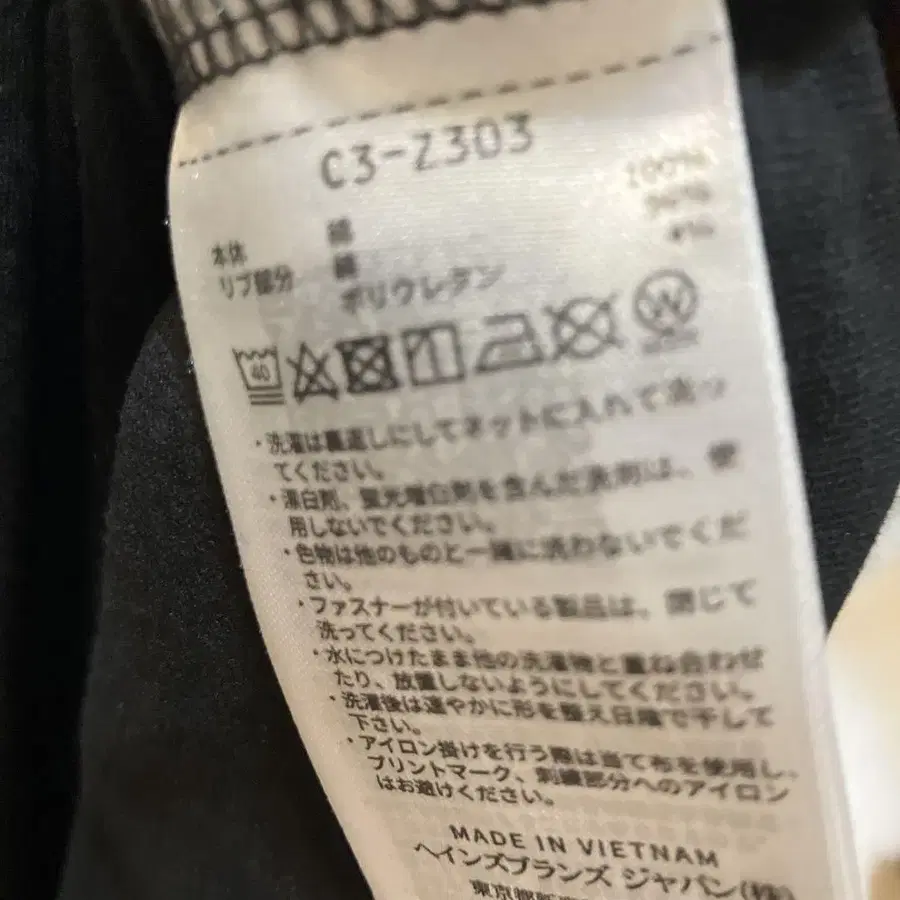 C3-Z303
本体 綿 100%
リブ部分 綿 96%
ポリウレタン 4%
40
W
・洗濯は裏返しにしてネットに入れて洗っ
てください。
・漂白剤、蛍光増白剤を含んだ洗剤は、使
用しないでください。
・色物は他のものと一緒に洗わないでくだ
さい。
・ファスナーが付いている製品は、閉じて
洗ってください。
・水につけたまま他の洗濯物と重ね合わせ
たり、放置しないようにしてください。
・洗濯後は速やかに形を整え日陰で干して
下さい。
・アイロン掛けを行う際は当て布を使用し、
プリントマーク、刺繍部分へのアイロン
はお避けください。
MADE IN VIETNAM
ヘインズブランズ ジャパン(株)
東京都